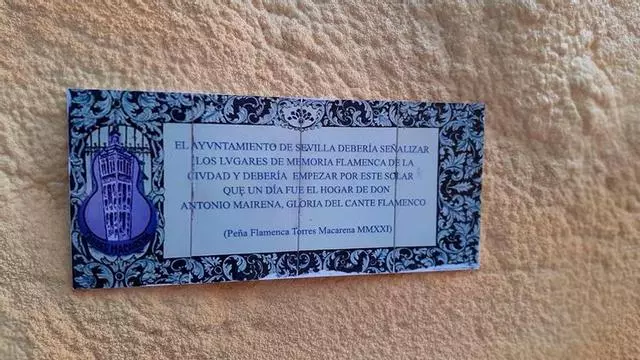 EL AYVNTAMIENTO DE SEVILLA DEBERÍA SEÑALIZAR
LOS LVGARES DE MEMORIA FLAMENCA DE LA
CIVDAD Y DEBERÍA EMPEZAR POR ESTE SOLAR
QUE UN DÍA FUE EL HOGAR DE DON
ANTONIO MAIRENA, GLORIA DEL CANTE FLAMENCO
(Peña Flamenca Torres Macarena MMXXI)